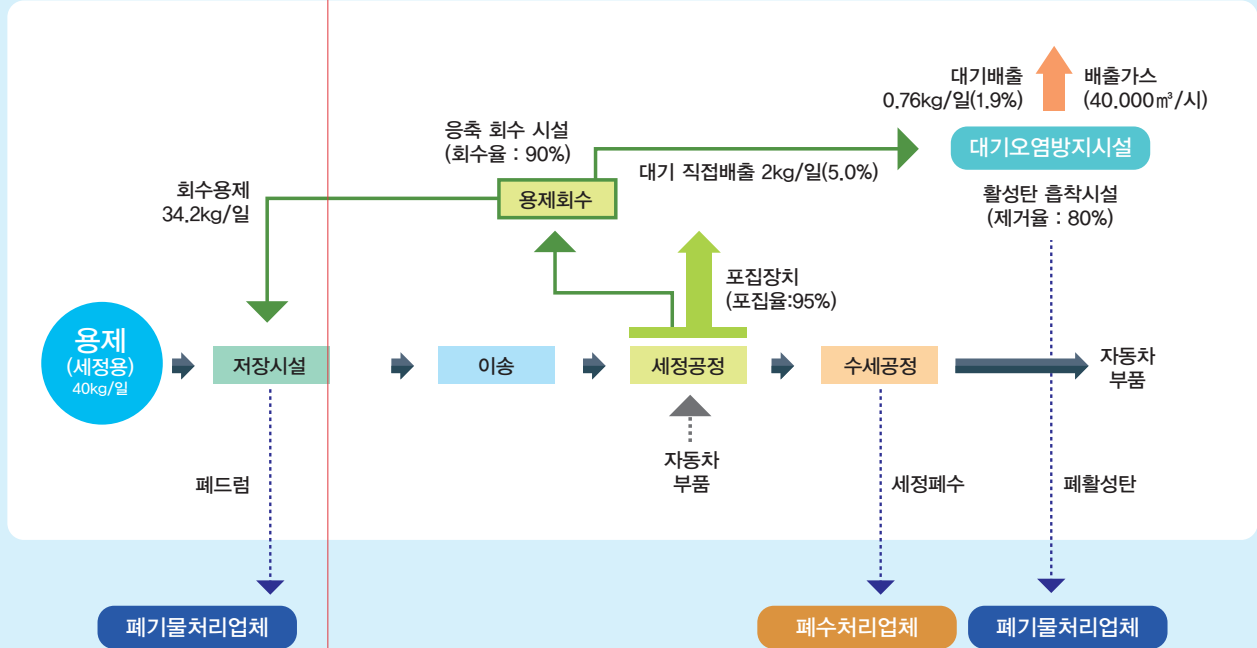 대기배출
0.76kg/일(1.9%)
배출가스
(40.000㎥/시)
응축 회수 시설
(회수율 : 90%)
대기오염방지시설
대기 직접배출 2kg/일(5.0%)
회수용제
34.2kg/일
용제회수
활성탄 흡착시설
(제거율 : 80%)
포집장치
(포집율:95%)
용제
(세정용)
40kg/일
저장시설
이송
세정공정
수세공정
자동차
부품
자동차
부품
폐드럼
세정폐수
폐활성탄
폐기물처리업체
폐수처리업체
폐기물처리업체